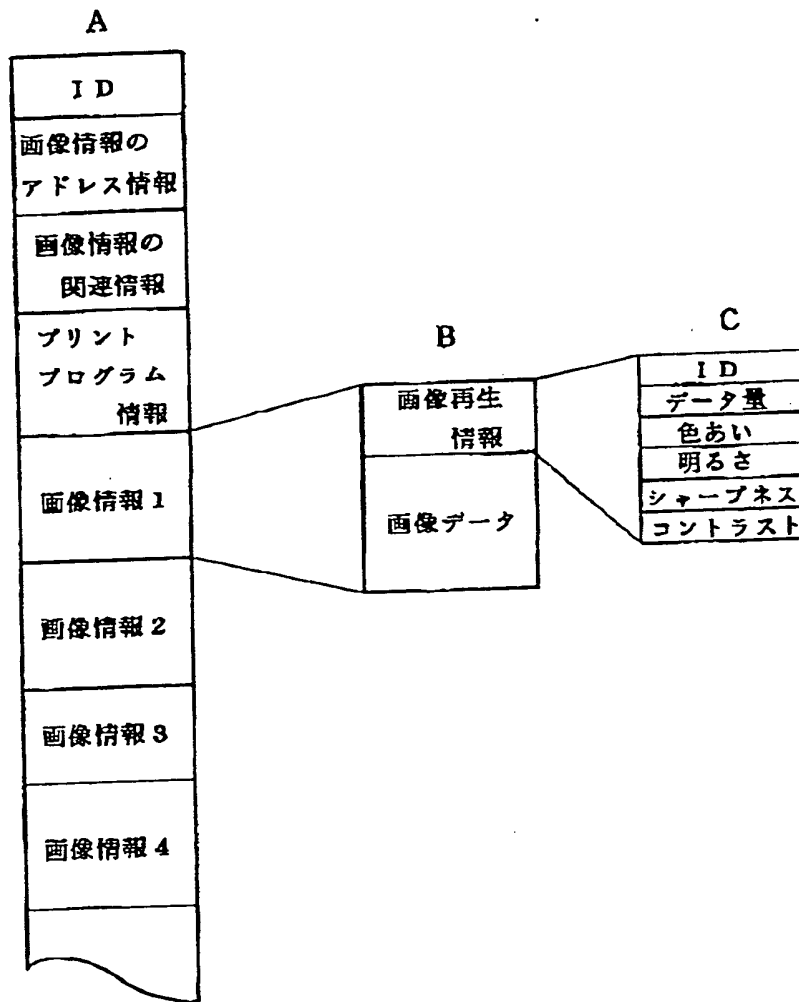 A
ID
画像情報の
アドレス情報
画像情報の
関連情報
プリント
プログラム
情報
画像情報1
画像情報2
画像情報3
画像情報4
B
画像再生
情報
画像データ
C
ID
データ量
色あい
明るさ
シャープネス
コントラスト